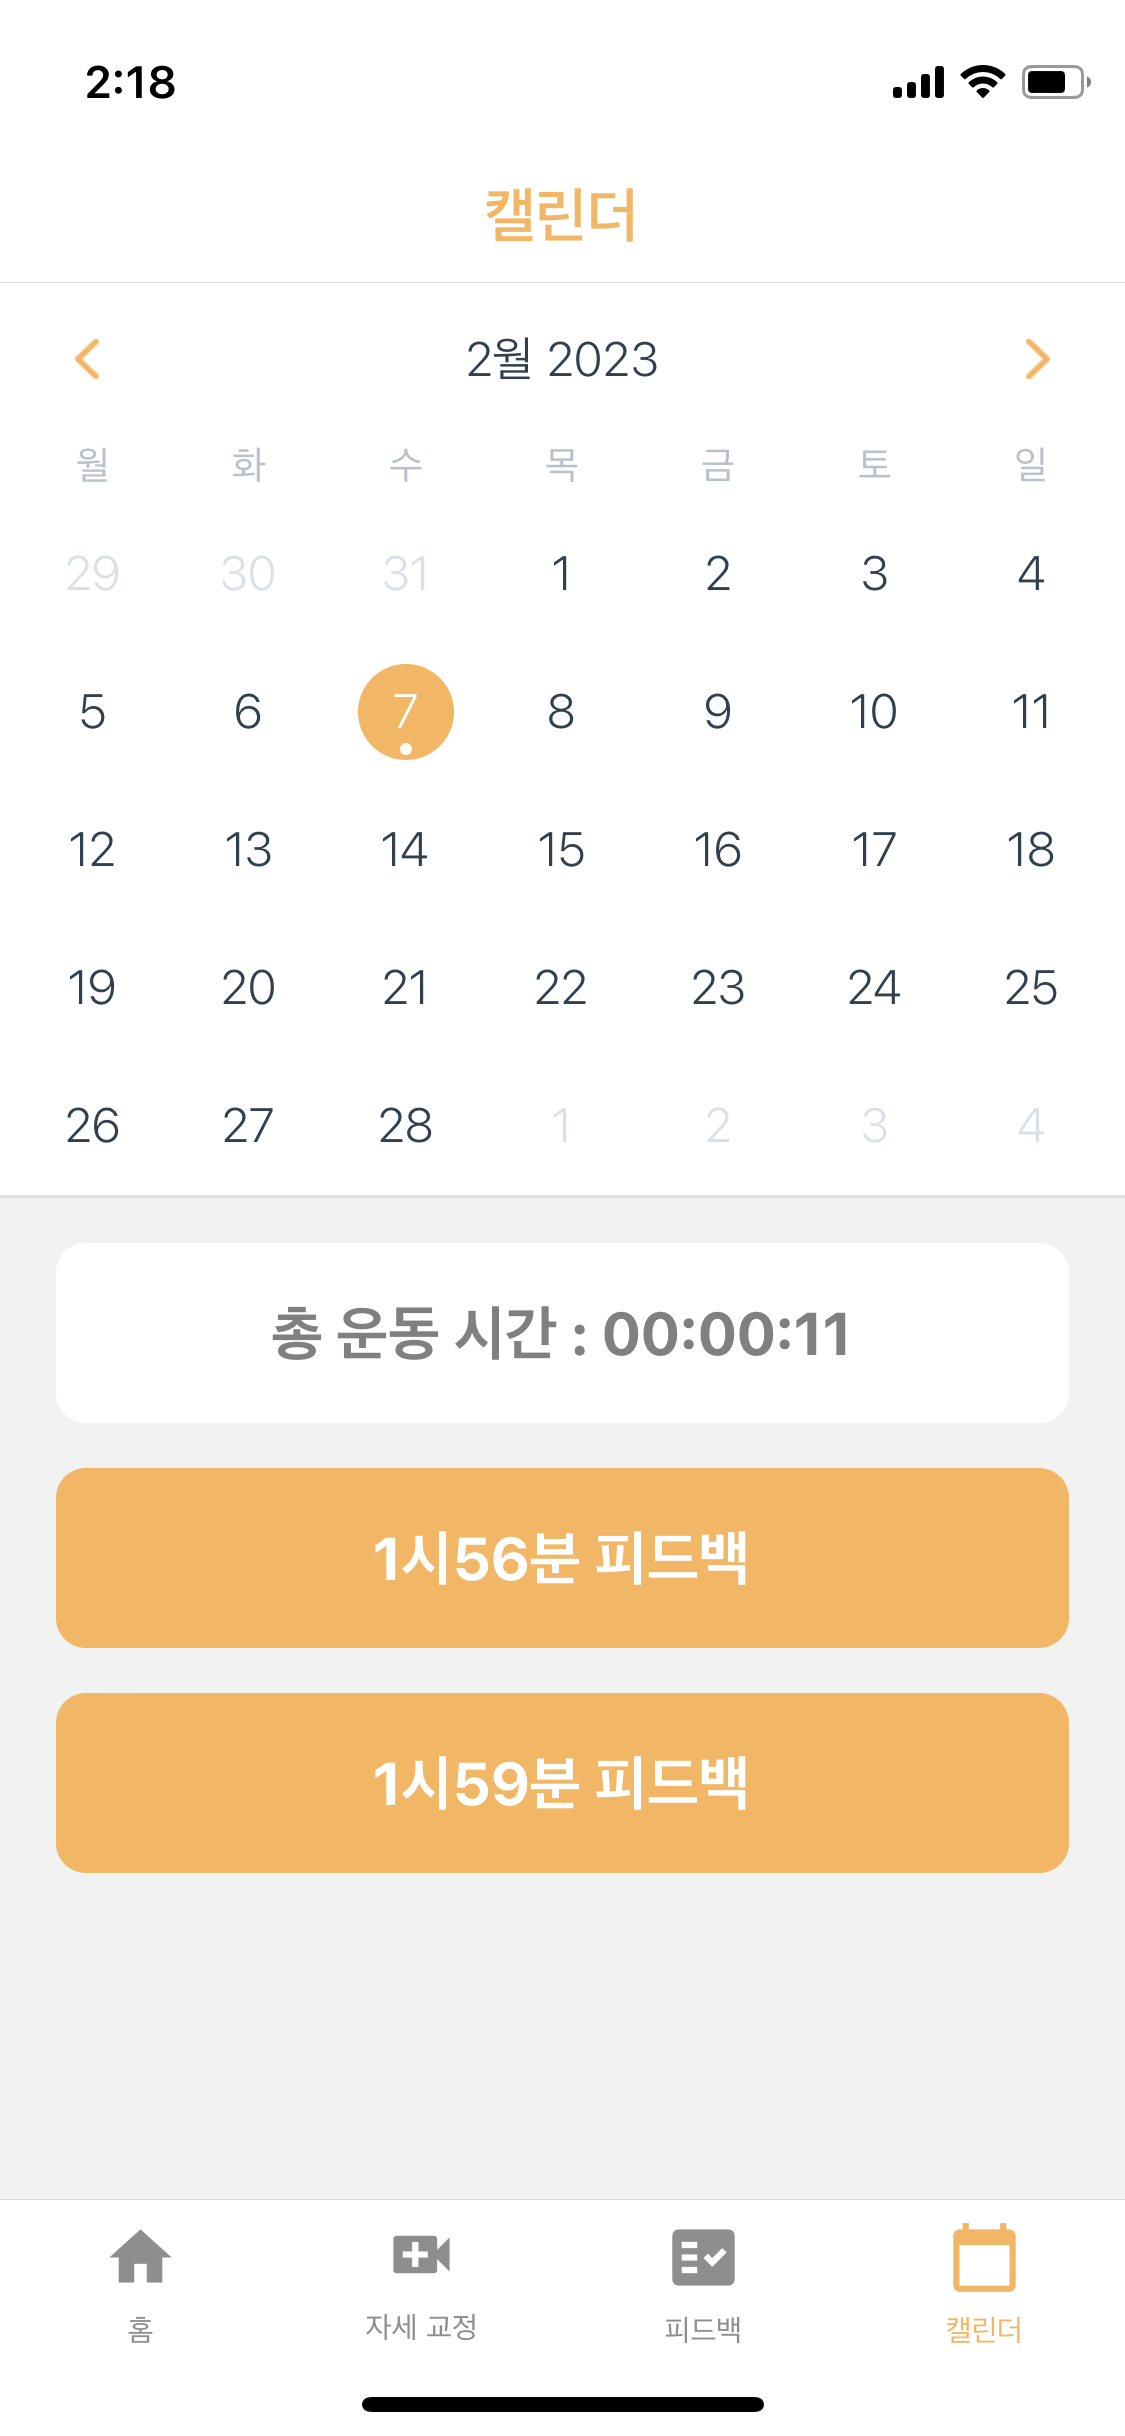 2:18
캘린더
2월 2023
월 화 수 목 금 토 일
29 30 31 1 2 3 4
5 6 7 8 9 10 11
12 13 14 15 16 17 18
19 20 21 22 23 24 25
26 27 28 1 2 3 4
총 운동 시간 : 00:00:11
1시56분 피드백
1시59분 피드백
홈 자세 교정 피드백 캘린더